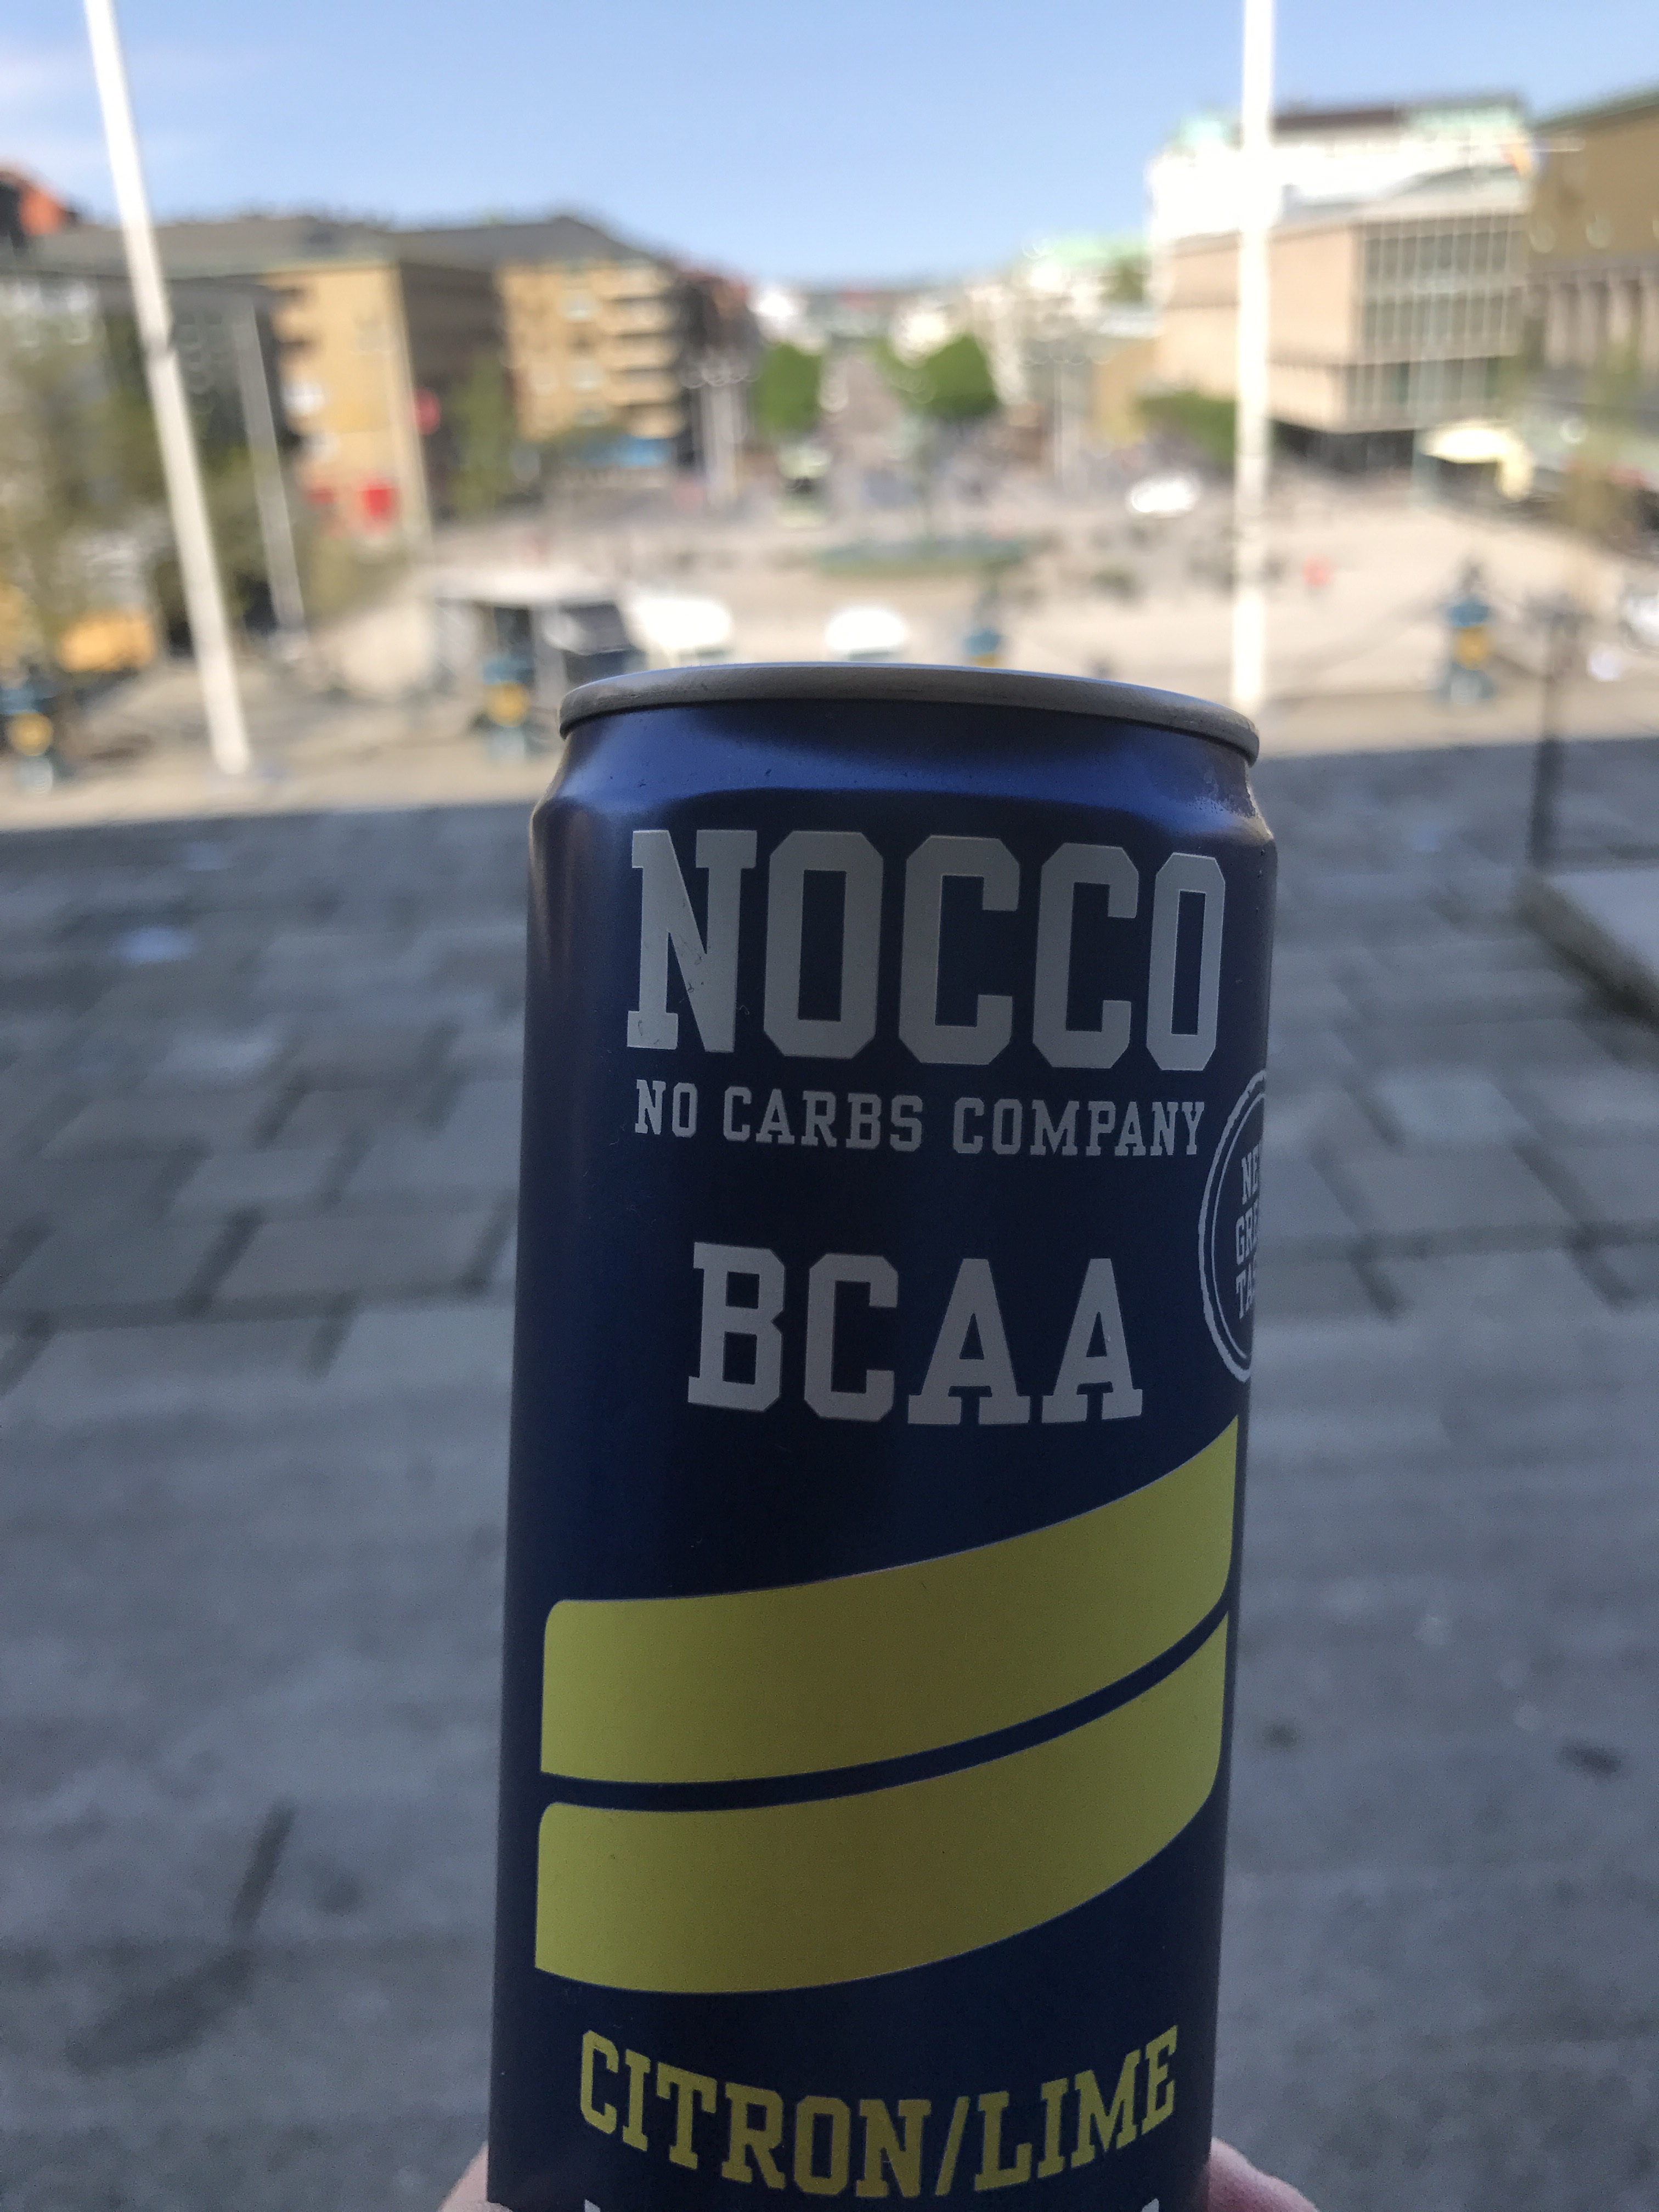 NOCCO
NO CARBS COMPANY
BCAA
CITRON/LIME